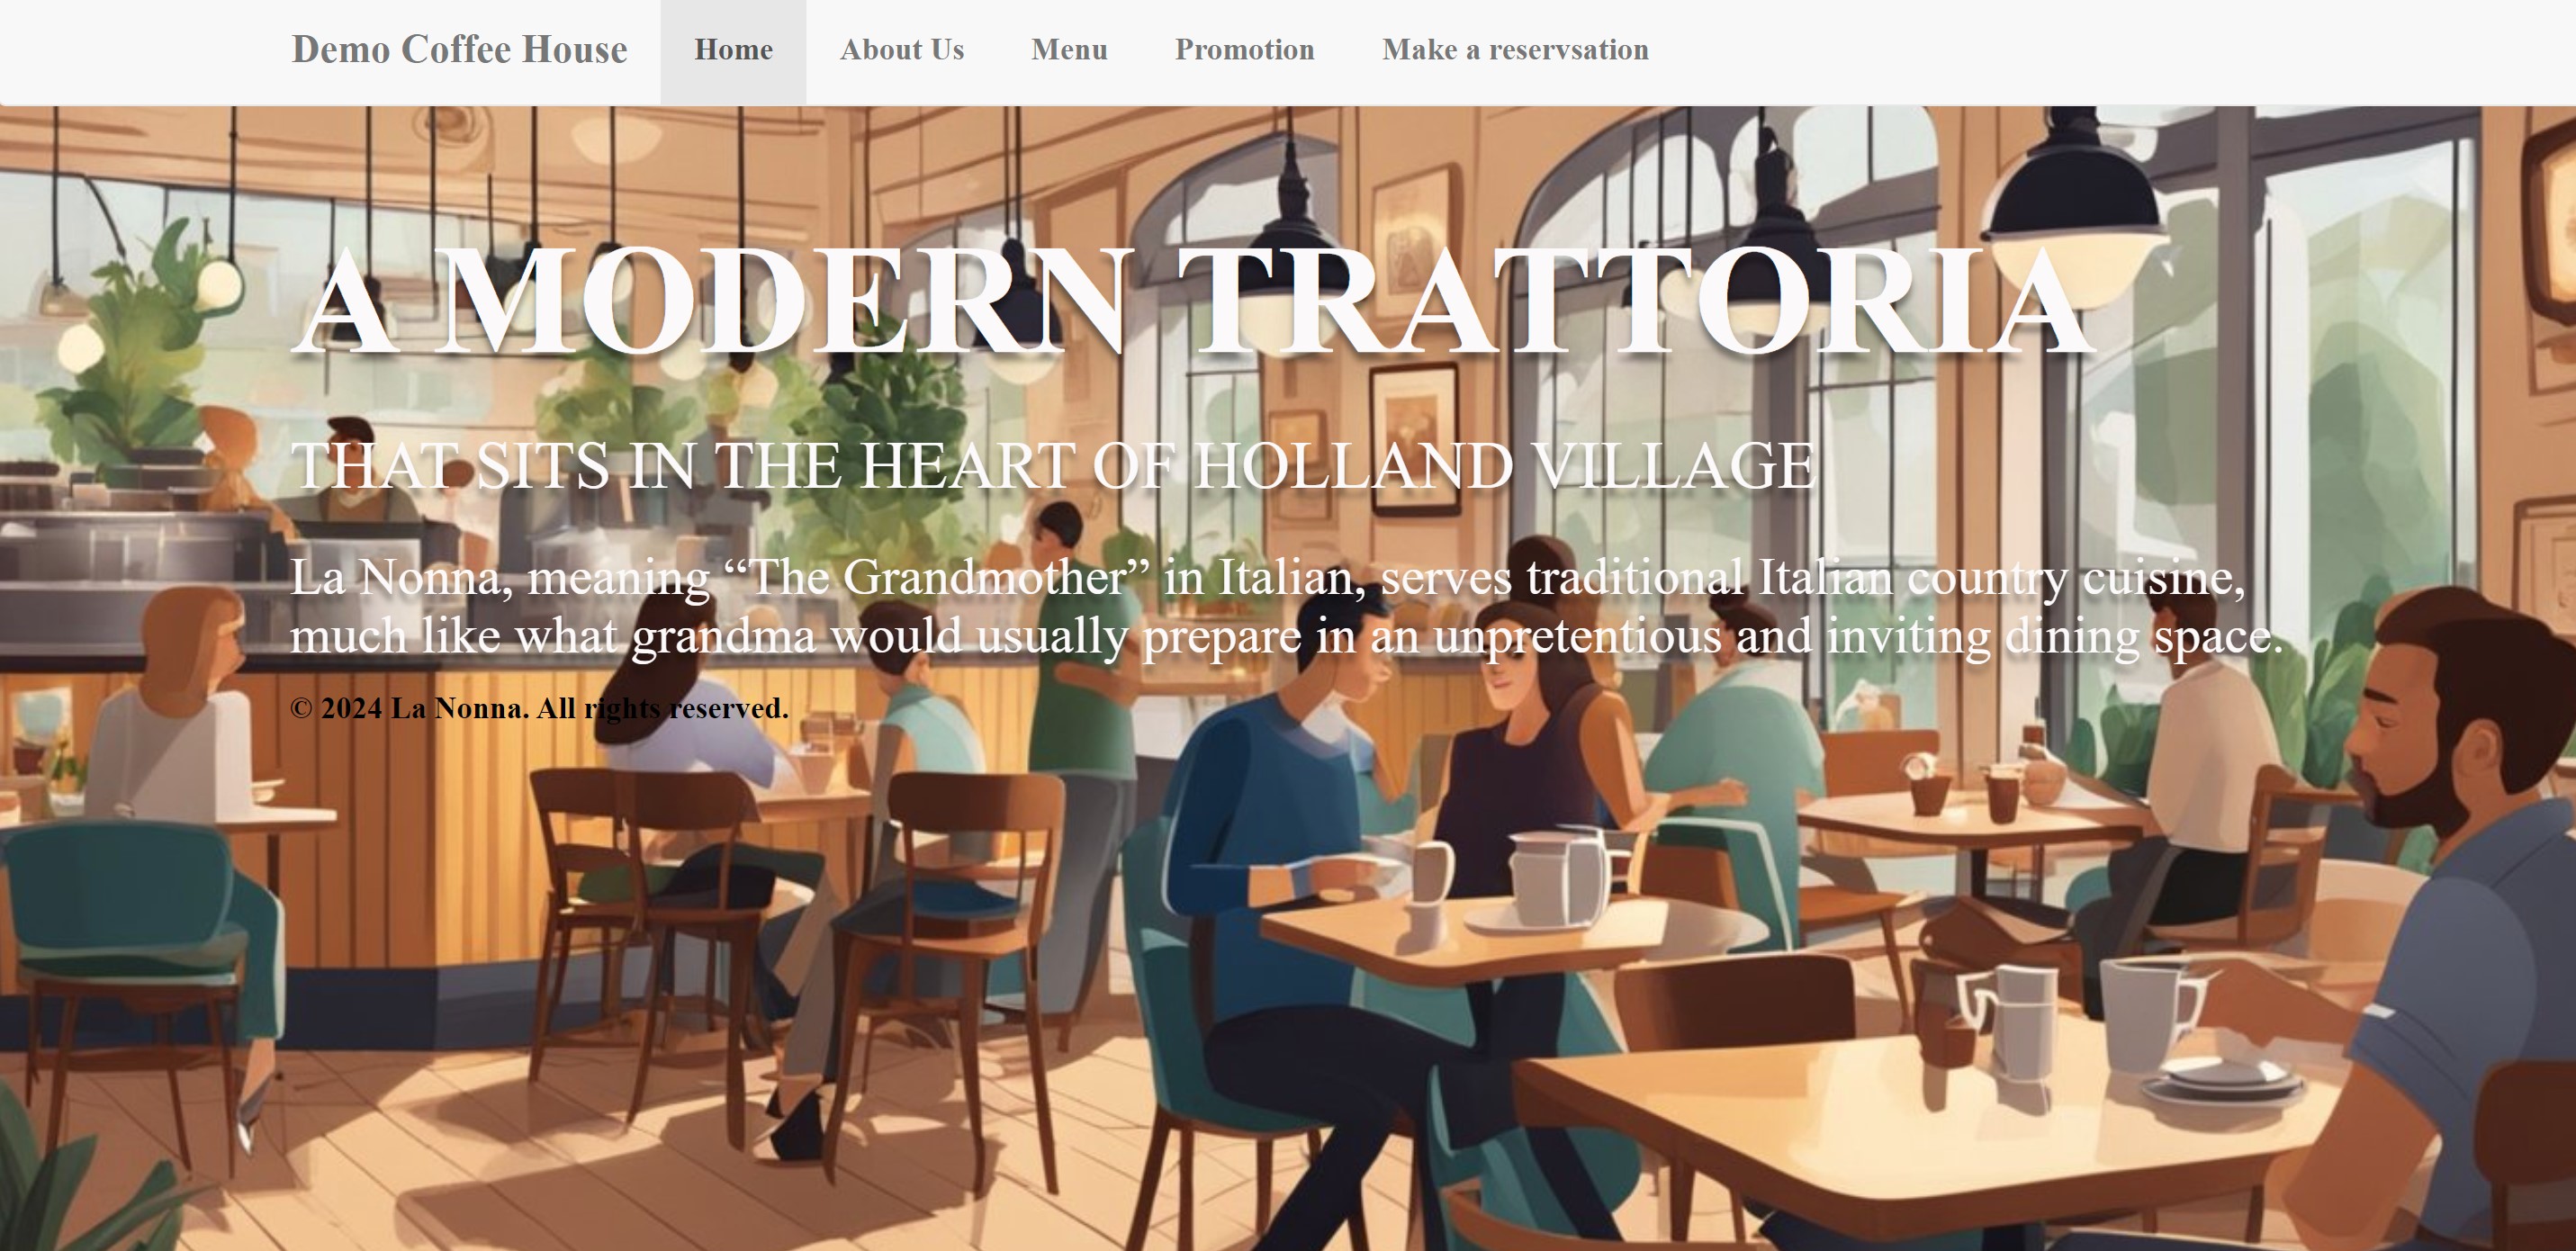 Demo Coffee House Home About Us Menu Promotion Make a reservsation
A MODERN TRATTORIA
THAT SITS IN THE HEART OF HOLLAND VILLAGE
La Nonna, meaning “The Grandmother” in Italian, serves traditional Italian country cuisine,
much like what grandma would usually prepare in an unpretentious and inviting dining space.
© 2024 La Nonna. All rights reserved.